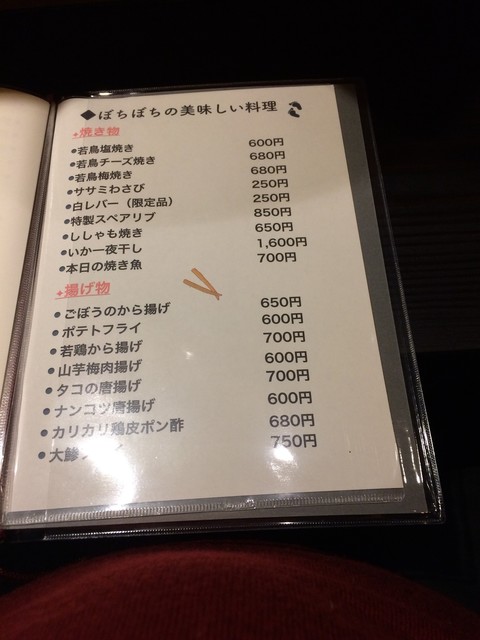 ◆ぼちぼちの美味しい料理
焼き物
●若鳥塩焼き 600円
●若鳥チーズ焼き 680円
●若鳥梅焼き 680円
●ササミわさび 250円
●白レバー（限定品） 250円
●特製スペアリブ 850円
●ししゃも焼き 650円
●いか一夜干し 1,600円
●本日の焼き魚 700円
揚げ物
●ごぼうのから揚げ 650円
●ポテトフライ 600円
●若鶏から揚げ 700円
●山芋梅肉揚げ 600円
●タコの唐揚げ 700円
●ナンコツ唐揚げ 600円
●カリカリ鶏皮ポン酢 680円
●大鯵 750円